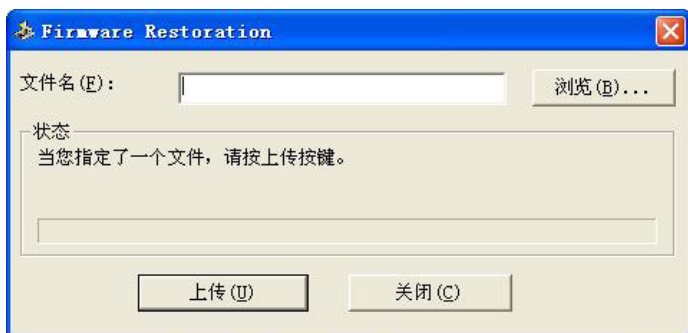 Firmware Restoration
文件名(F): 浏览(B)...
状态
当您指定了一个文件，请按上传按键。
上传(U) 关闭(C)